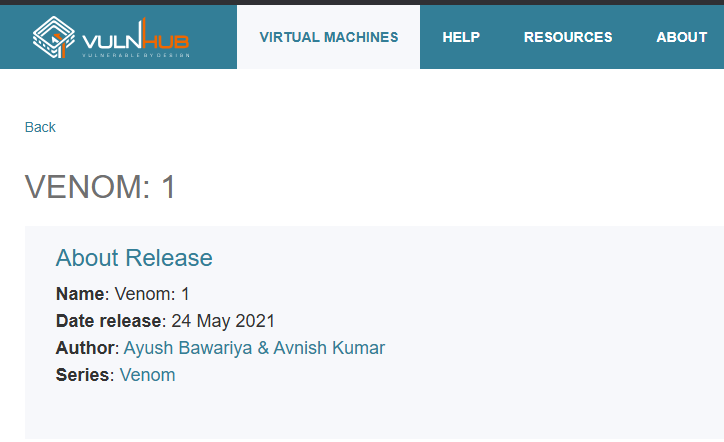 VULNHUB
VULNERABLE BY DESIGN
VIRTUAL MACHINES
HELP
RESOURCES
ABOUT
Back
VENOM: 1
About Release
Name: Venom: 1
Date release: 24 May 2021
Author: Ayush Bawariya & Avnish Kumar
Series: Venom